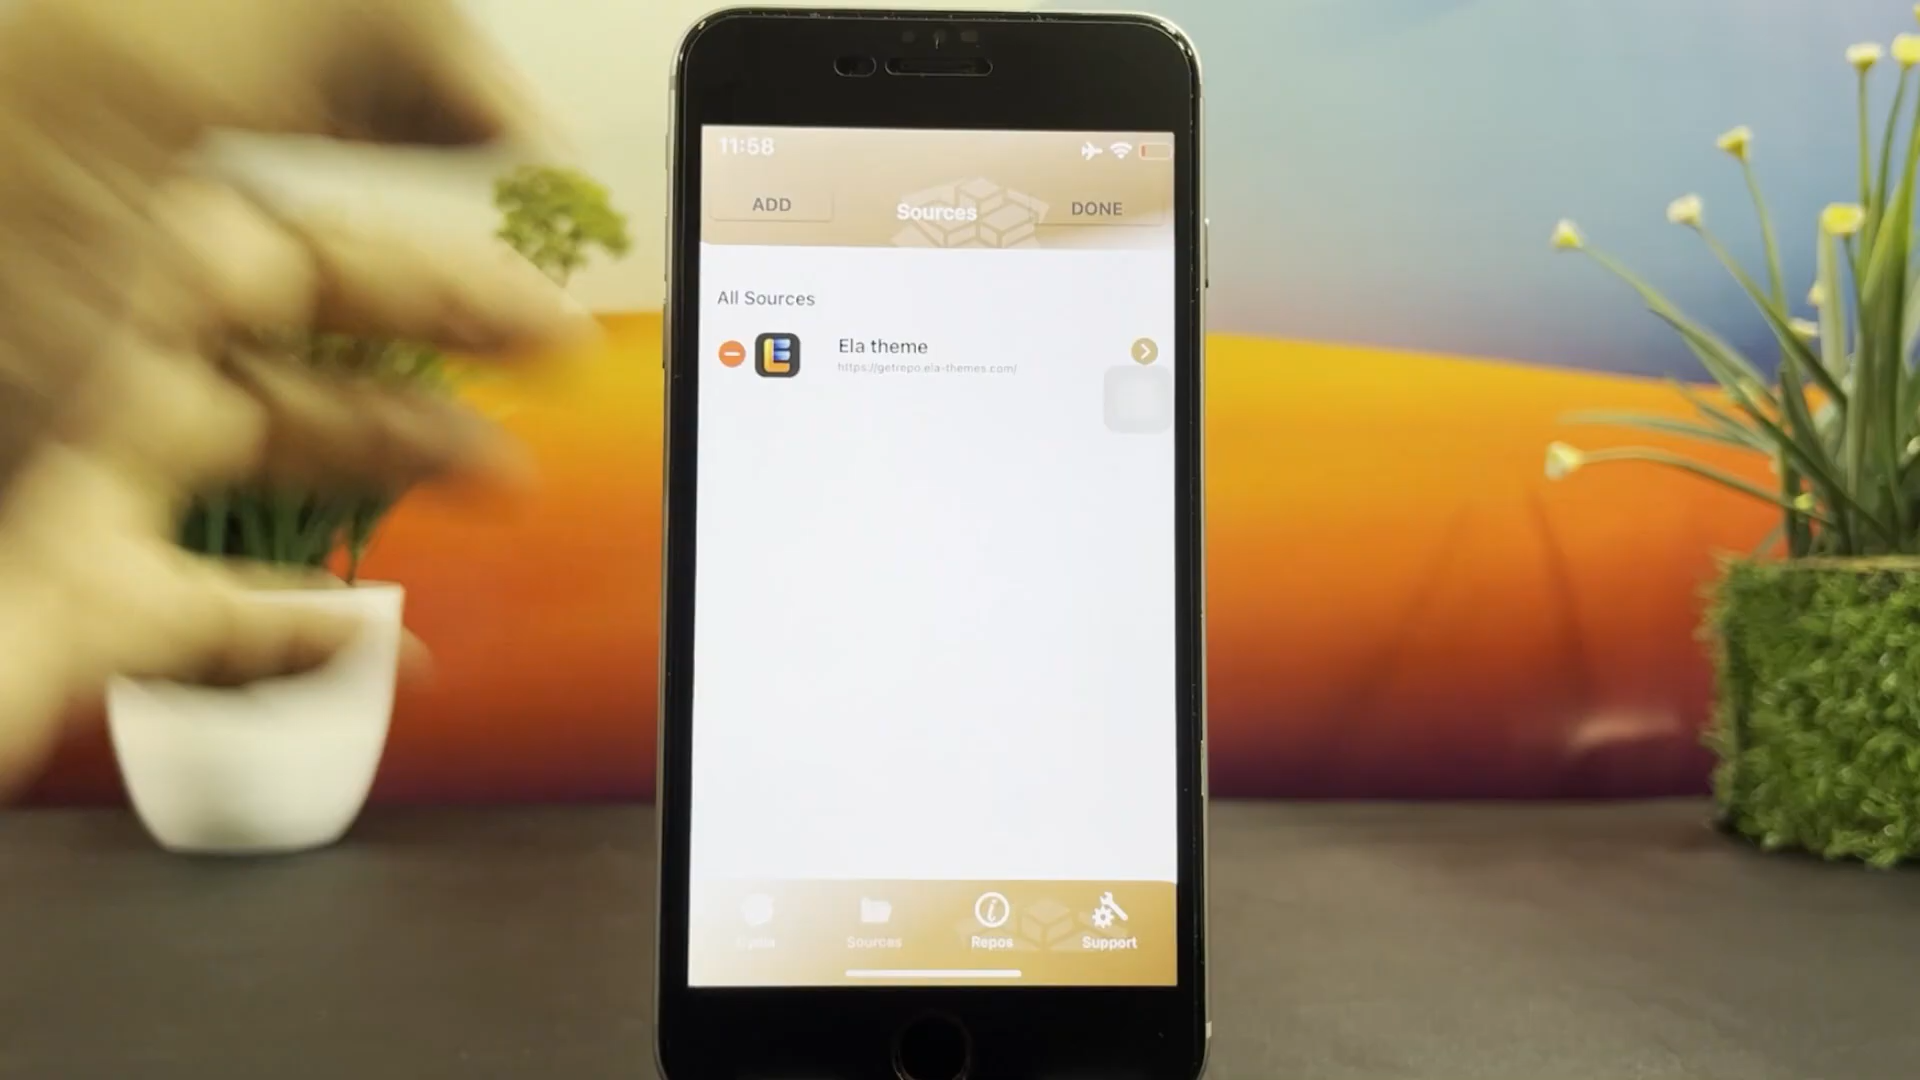 11:58
ADD
Sources
DONE
All Sources
Ela theme
https://getrepo.ela-themes.com/
Sources
Repos
Support